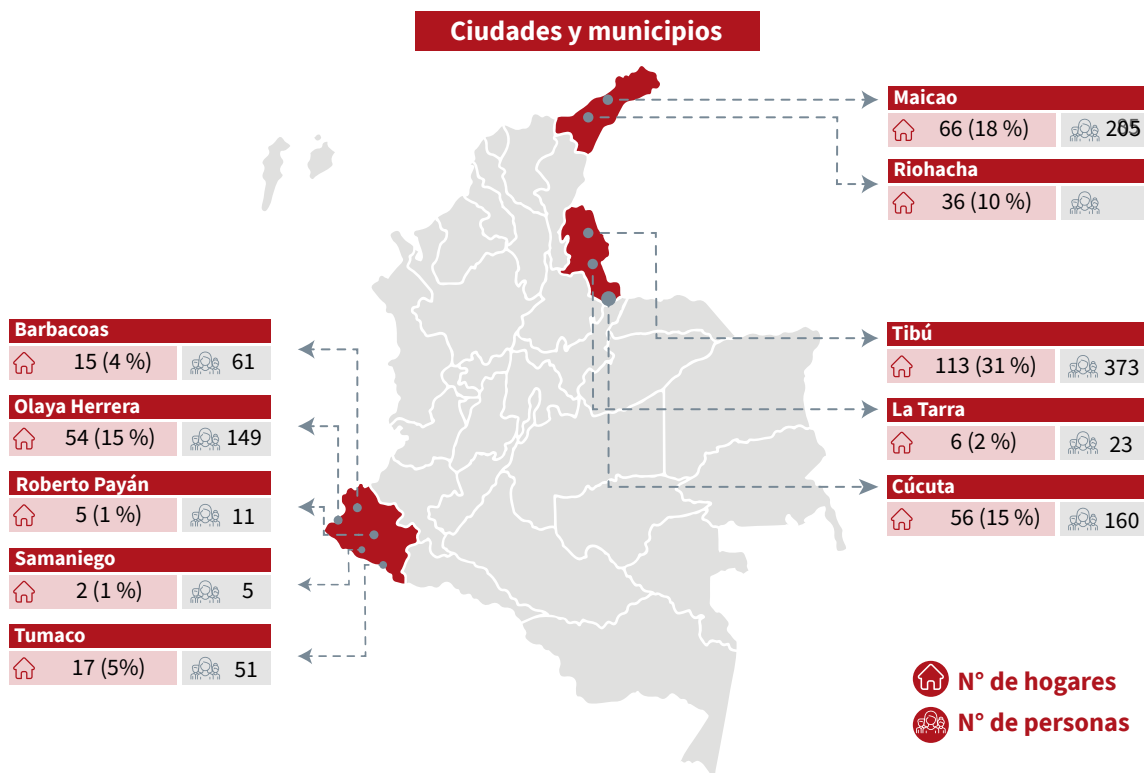 Ciudades y municipios
Maicao
66 (18 %)
Riohacha
36 (10 %)
Barbacoas
15 (4 %) 61
Olaya Herrera
54 (15 %) 149
Roberto Payán
5 (1 %) 11
Samaniego
2 (1 %) 5
Tumaco
17 (5%) 51
Tibú
113 (31 %) 373
La Tarra
6 (2 %) 23
Cúcuta
56 (15 %) 160
N° de hogares
N° de personas